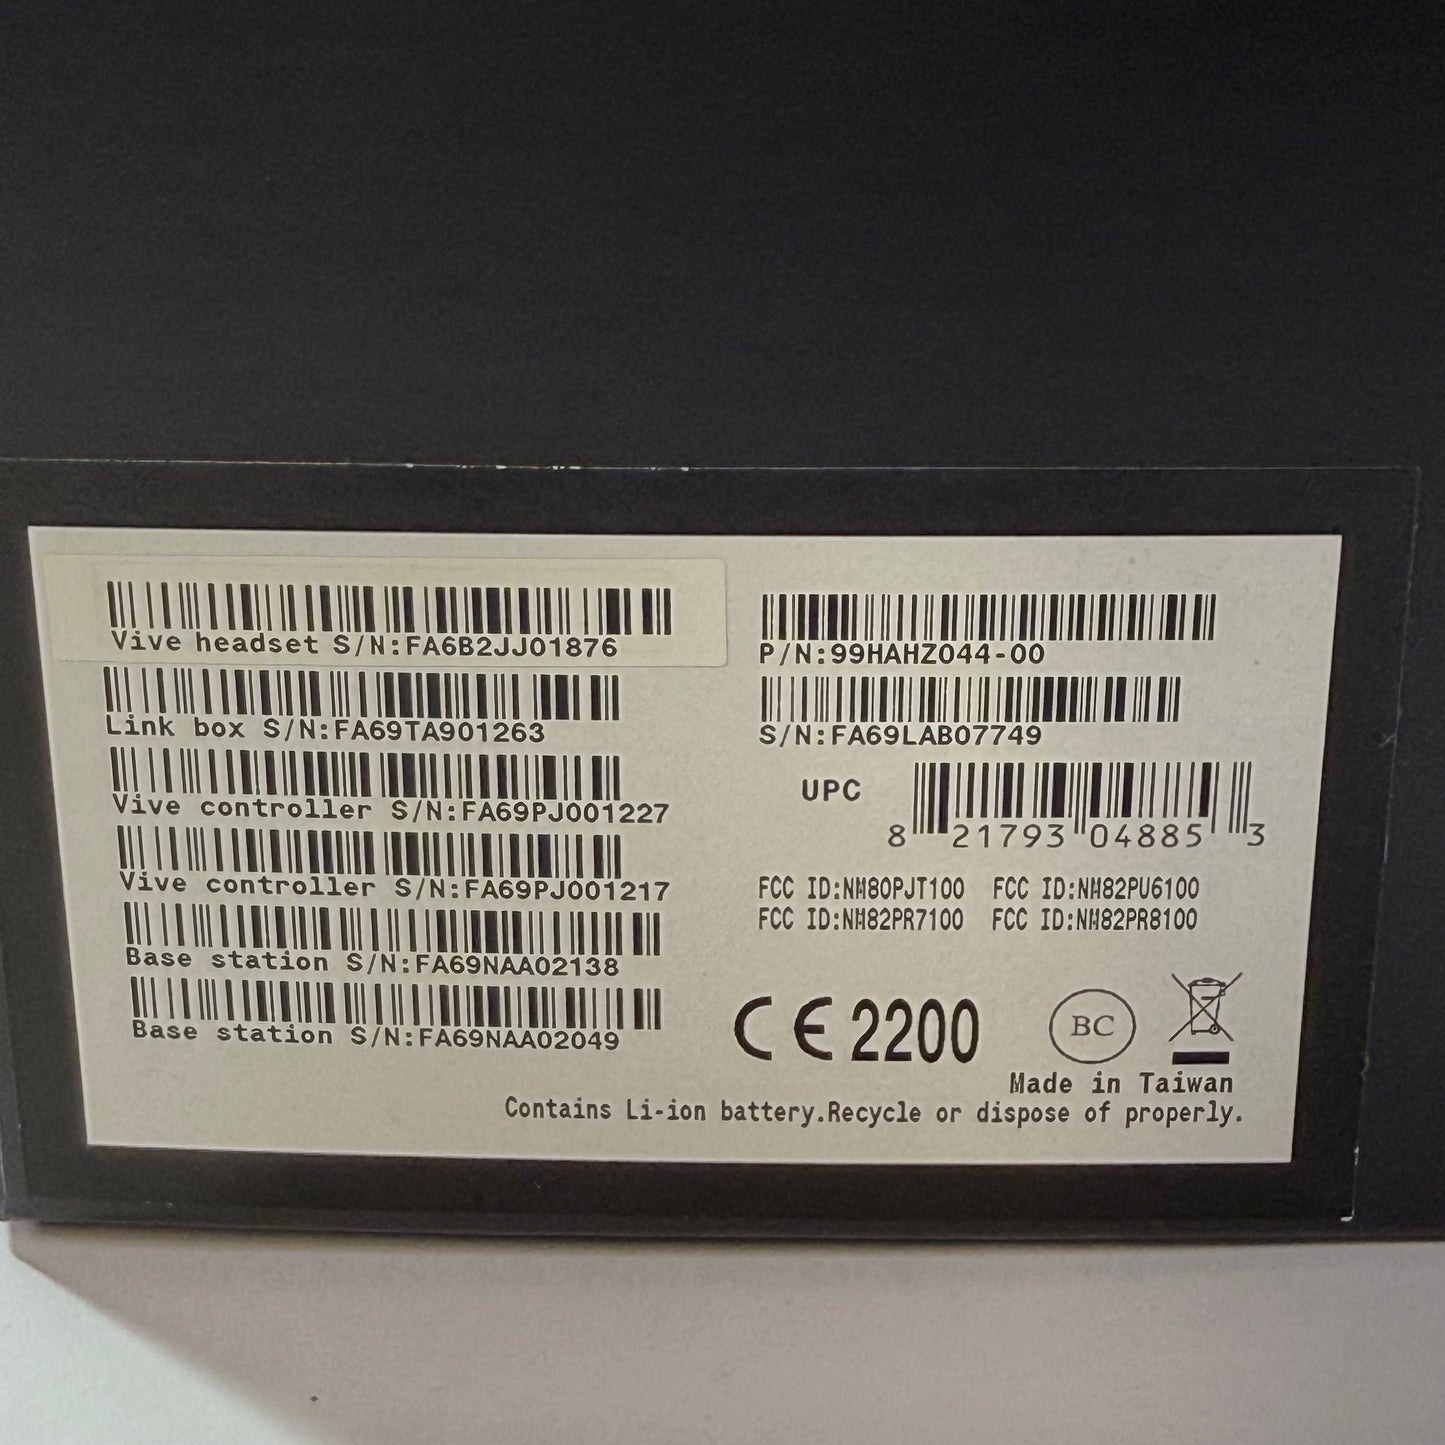 Vive headset S/N:FA6B2JJ01876
Link box S/N:FA69TA901263
Vive controller S/N:FA69PJ001227
Vive controller S/N:FA69PJ001217
Base station S/N:FA69NAA02138
Base station S/N:FA69NAA02049
P/N:99HAHZ044-00
S/N:FA69LAB07749
UPC
8 21793 04885 3
FCC ID:NM80PJT100 FCC ID:NM82PU6100
FCC ID:NM82PR7100 FCC ID:NM82PR8100
CE 2200
BC
Made in Taiwan
Contains Li-ion battery.Recycle or dispose of properly.